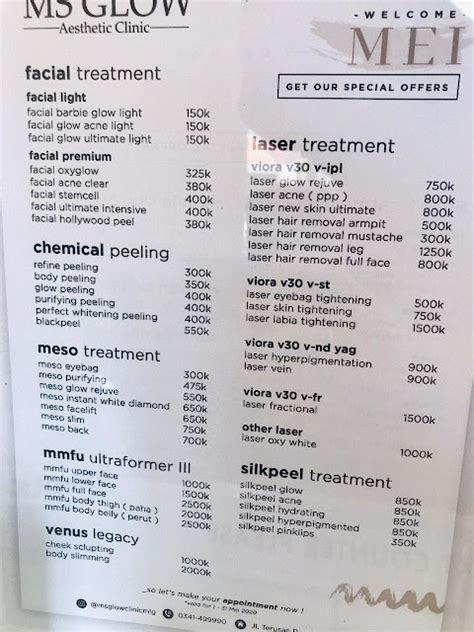 MS GLOW
—Aesthetic Clinic—
facial treatment
facial light
facial barbie glow light 150k
facial glow acne light 150k
facial glow ultimate light 150k
facial premium
facial oxyglow 325k
facial acne clear 380k
facial stemcell 400k
facial ultimate intensive 400k
facial hollywood peel 380k
chemical peeling
refine peeling 300k
body peeling 350k
glow peeling 400k
purifying peeling 400k
perfect whitening peeling 400k
blackpeel 550k
meso treatment
meso eyebag 300k
meso purifying 475k
meso glow rejuve 550k
meso instant white diamond 650k
meso facelift 650k
meso slim 750k
meso back 700k
mmfu ultraformer III
mmfu upper face 1000k
mmfu lower face 1500k
mmfu full face 2500k
mmfu body thigh ( paha ) 2500k
mmfu body belly ( perut ) 2500k
venus legacy
cheek sclupting 1000k
body slimming 2000k
- WELCOME
MEI
GET OUR SPECIAL OFFERS
laser treatment
viora v30 v-ipl
laser glow rejuve 750k
laser acne ( ppp ) 800k
laser new skin ultimate 800k
laser hair removal armpit 500k
laser hair removal mustache 300k
laser hair removal leg 1250k
laser hair removal full face 800k
viora v30 v-st
laser eyebag tightening 500k
laser skin tightening 750k
laser labia tightening 1500k
viora v30 v-nd yag
laser hyperpigmentation 900k
laser vein 900k
viora v30 v-fr
laser fractional 1500k
other laser
laser oxy white 1000k
silkpeel treatment
silkpeel glow 850k
silkpeel acne 850k
silkpeel hydrating 850k
silkpeel hyperpigmented 850k
silkpeel pinklips 350k
...so let's make your appointment now !
*valid for 1 - 31 Mei 2020
@msglowclinicmlg 0341-499990 Jl. Terusan